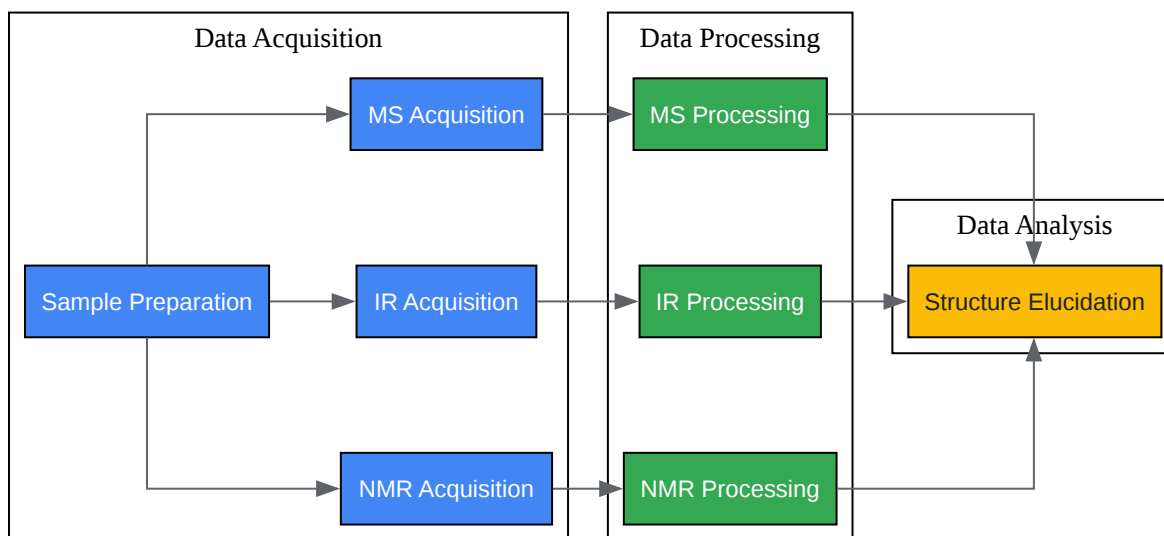 Data Acquisition
Data Processing
MS Acquisition
MS Processing
Data Analysis
Sample Preparation
IR Acquisition
IR Processing
Structure Elucidation
NMR Acquisition
NMR Processing